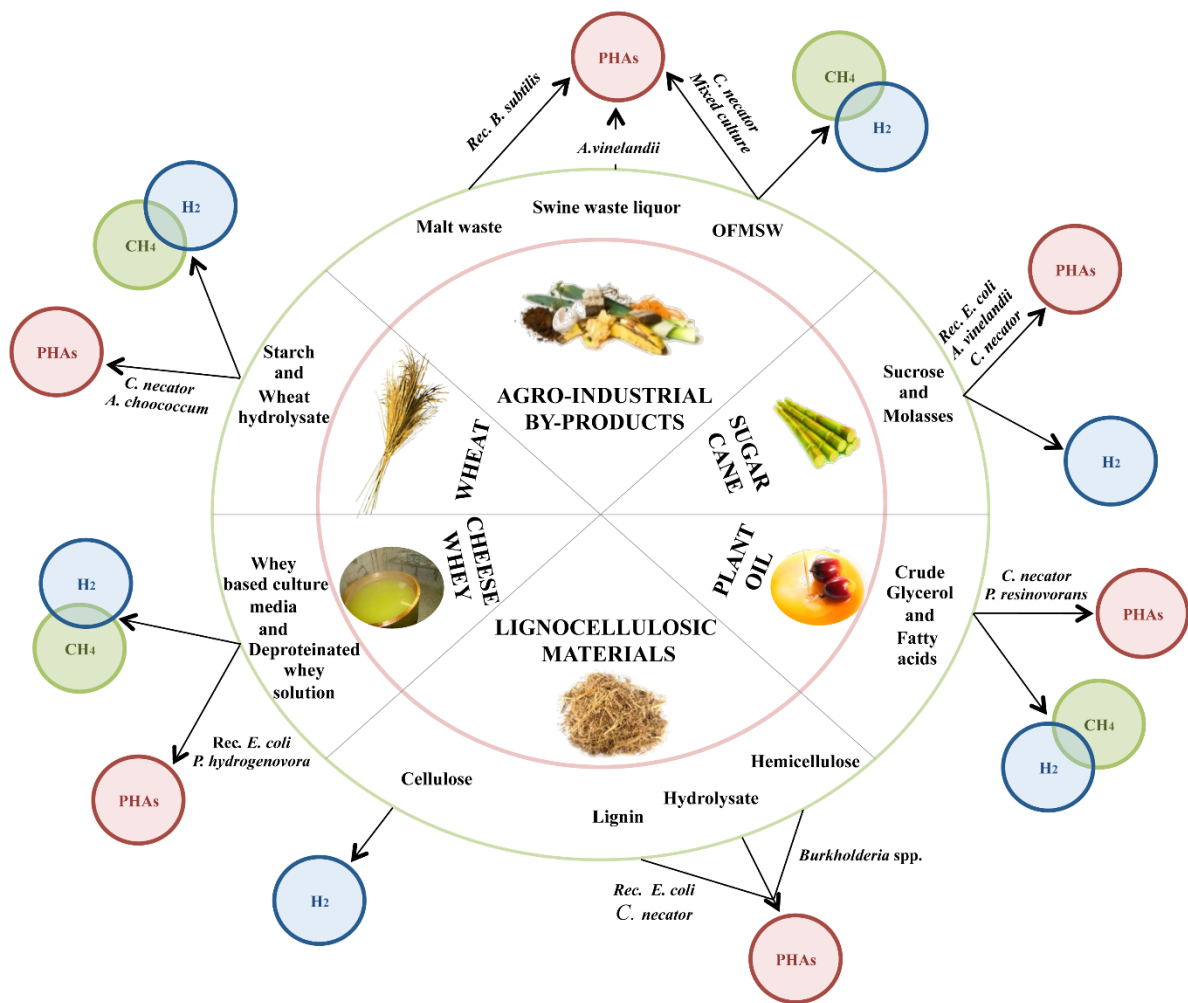 PHAs
CH4
H2
Rec. B. subtilis
A.vinelandii
C. necator
Mixed culture
Malt waste
Swine waste liquor
OFMSW
H2
CH4
PHAs
C. necator
A. choococcum
Starch
and
Wheat
hydrolysate
WHEAT
AGRO-INDUSTRIAL
BY-PRODUCTS
SUGAR
CANE
Sucrose
and
Molasses
Rec. E. coli
A. vinelandii
C. necator
PHAs
H2
H2
CH4
Whey
based culture
media
and
Deproteinated
whey
solution
CHEESE
WHEY
Rec. E. coli
P. hydrogenovora
PHAs
LIGNOCELLULOSIC
MATERIALS
PLANT
OIL
Crude
Glycerol
and
Fatty
acids
C. necator
P. resinovorans
PHAs
CH4
H2
Cellulose
Lignin
Hydrolysate
Hemicellulose
H2
Rec. E. coli
C. necator
Burkholderia spp.
PHAs